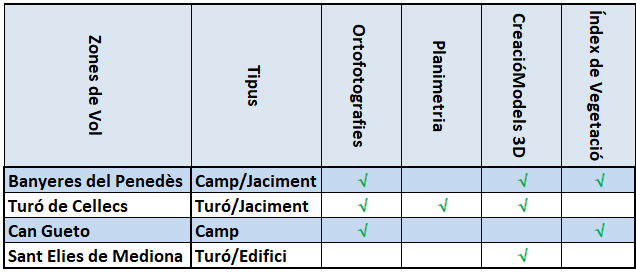 Zones de Vol Tipus Ortofotografies Planimetria CreacióModels 3D Índex de Vegetació
Banyeres del Penedès Camp/Jaciment √ √ √
Turó de Cellecs Turó/Jaciment √ √ √
Can Gueto Camp √ √
Sant Elies de Mediona Turó/Edifici √